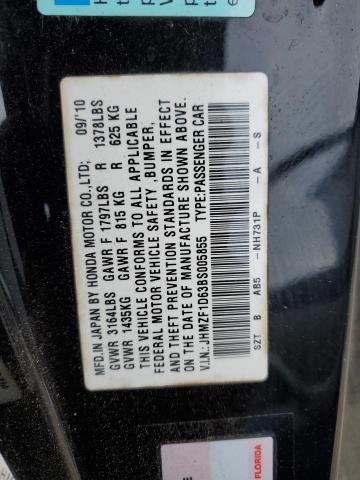 MFD.IN JAPAN BY HONDA MOTOR CO.,LTD; 09/'10
GVWR 3164LBS GAWR F 1797LBS R 1378LBS
GVWR 1435KG GAWR F 815 KG R 625 KG
THIS VEHICLE CONFORMS TO ALL APPLICABLE
FEDERAL MOTOR VEHICLE SAFETY ,BUMPER,
AND THEFT PREVENTION STANDARDS IN EFFECT
ON THE DATE OF MANUFACTURE SHOWN ABOVE.
V.I.N.: JHMZF1D63BS005855 TYPE:PASSENGER CAR
SZT B AB5 -NH731P -A -S
FLORIDA